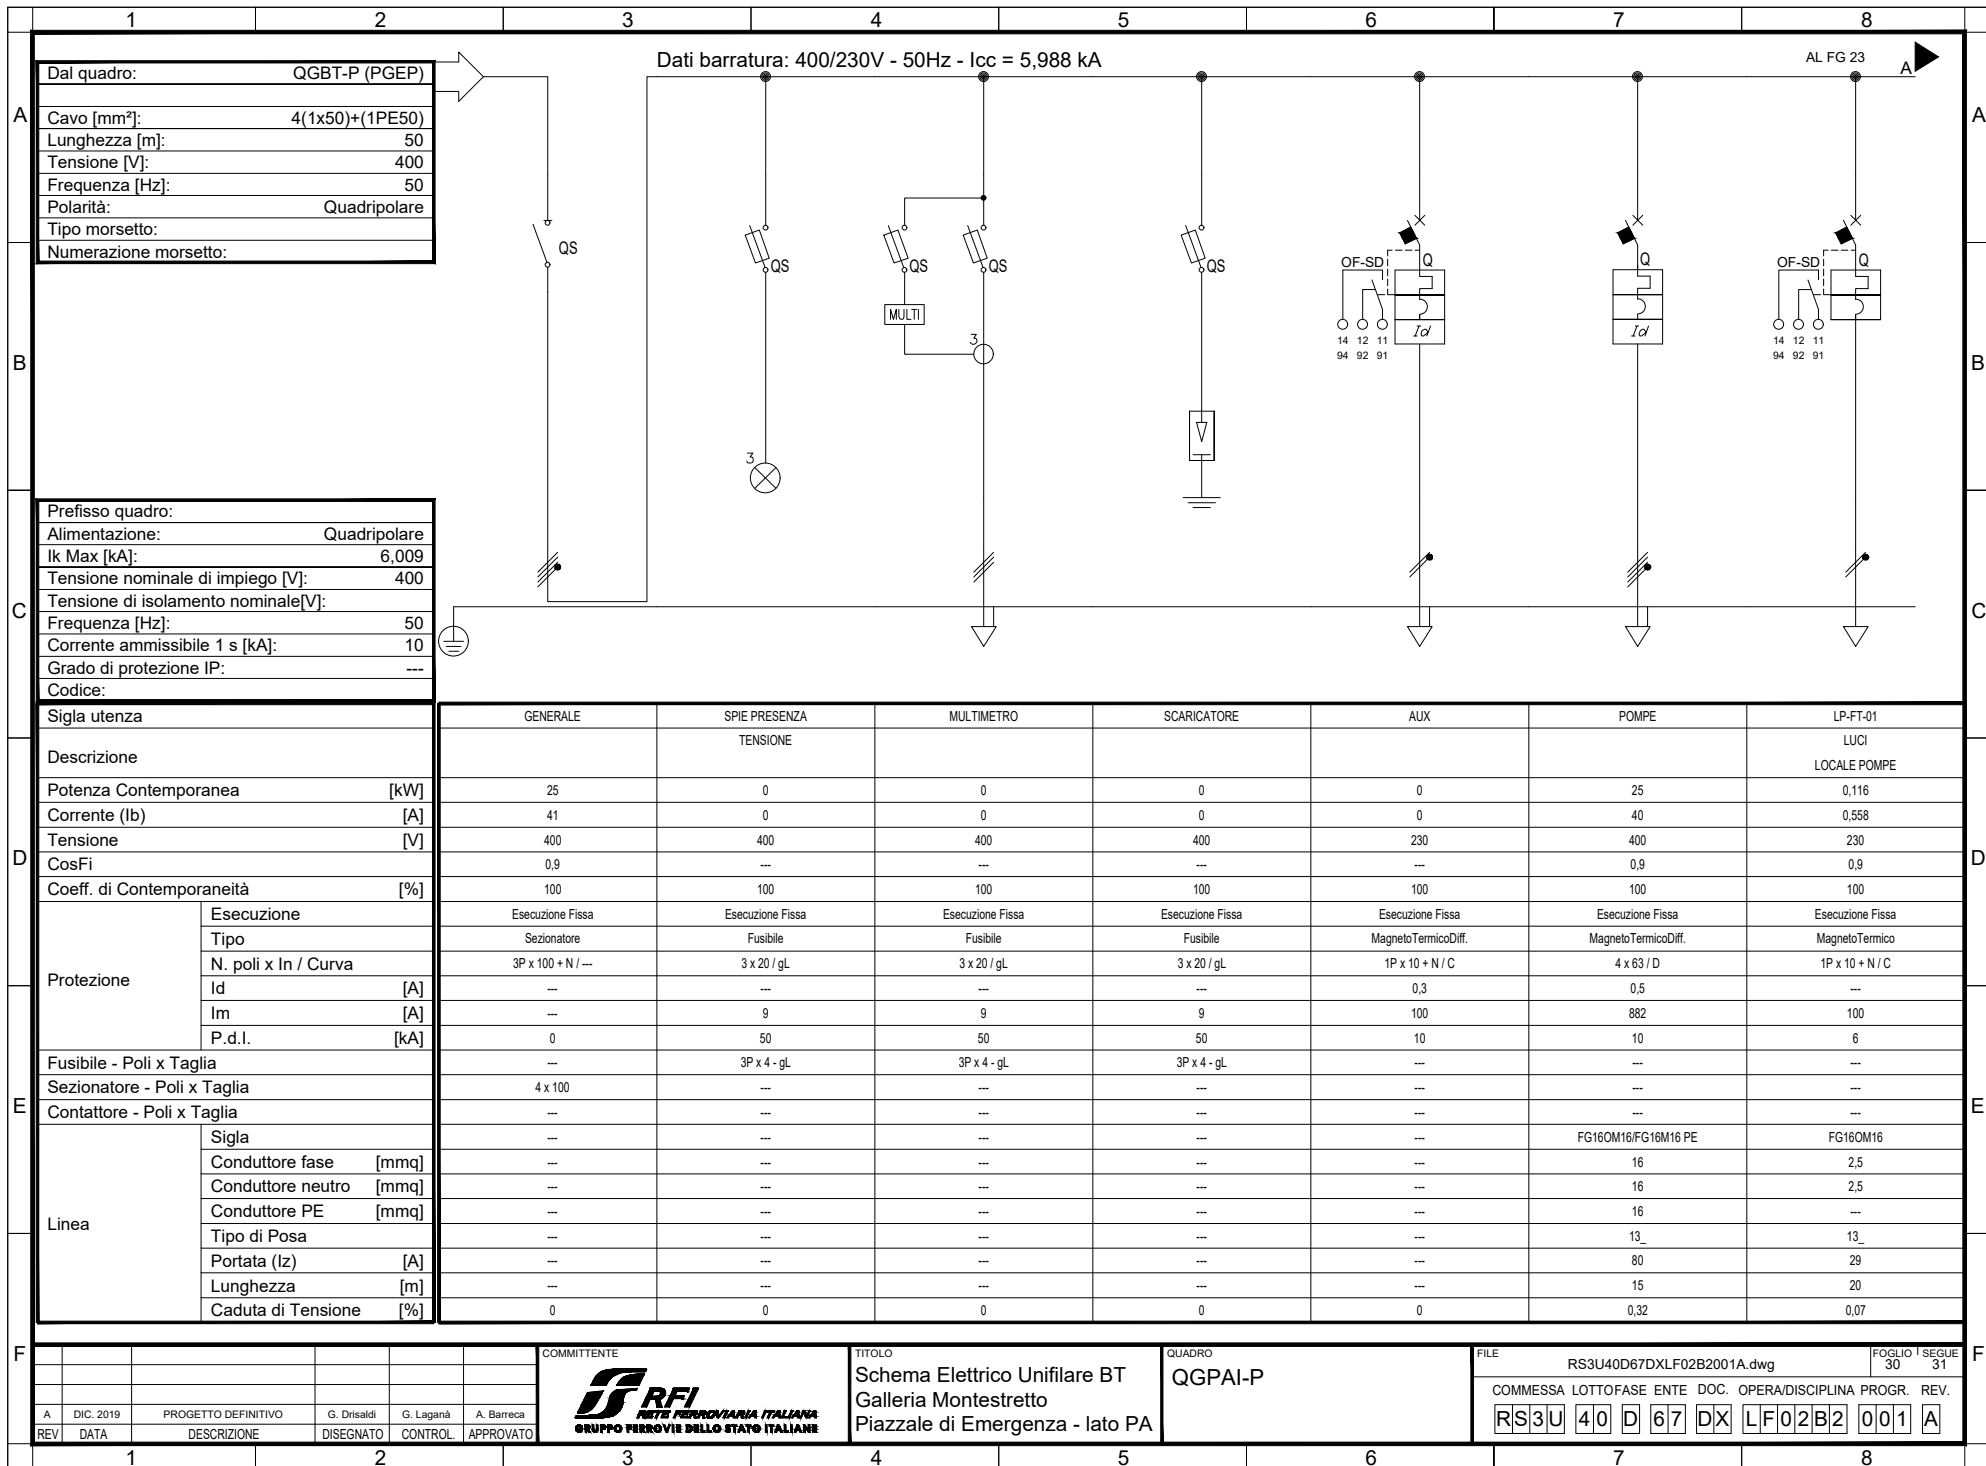 1 2 3 4 5 6 7 8
Dati barratura: 400/230V - 50Hz - Icc = 5,988 kA
AL FG 23
A
Dal quadro: QGBT-P (PGEP)
Cavo [mm²]: 4(1x50)+(1PE50)
Lunghezza [m]: 50
Tensione [V]: 400
Frequenza [Hz]: 50
Polarità: Quadripolare
Tipo morsetto:
Numerazione morsetto:
A A
B B
C C
D D
E E
F F
QS QS QS QS QS
MULTI
3
3
OF-SD Q
Id
14 12 11
94 92 91
Q
Id
OF-SD Q
14 12 11
94 92 91
Prefisso quadro:
Alimentazione: Quadripolare
Ik Max [kA]: 6,009
Tensione nominale di impiego [V]: 400
Tensione di isolamento nominale[V]:
Frequenza [Hz]: 50
Corrente ammissibile 1 s [kA]: 10
Grado di protezione IP: ---
Codice:
Sigla utenza GENERALE SPIE PRESENZA MULTIMETRO SCARICATORE AUX POMPE LP-FT-01
Descrizione TENSIONE LUCI
LOCALE POMPE
Potenza Contemporanea [kW] 25 0 0 0 0 25 0,116
Corrente (Ib) [A] 41 0 0 0 0 40 0,558
Tensione [V] 400 400 400 400 230 400 230
CosFi 0,9 --- --- --- --- 0,9 0,9
Coeff. di Contemporaneità [%] 100 100 100 100 100 100 100
Protezione
Esecuzione Esecuzione Fissa Esecuzione Fissa Esecuzione Fissa Esecuzione Fissa Esecuzione Fissa Esecuzione Fissa Esecuzione Fissa
Tipo Sezionatore Fusibile Fusibile Fusibile MagnetoTermicoDiff. MagnetoTermicoDiff. MagnetoTermico
N. poli x In / Curva 3P x 100 + N / --- 3 x 20 / gL 3 x 20 / gL 3 x 20 / gL 1P x 10 + N / C 4 x 63 / D 1P x 10 + N / C
Id [A] --- --- --- --- 0,3 0,5 ---
Im [A] --- 9 9 9 100 882 100
P.d.I. [kA] 0 50 50 50 10 10 6
Fusibile - Poli x Taglia --- 3P x 4 - gL 3P x 4 - gL 3P x 4 - gL --- --- ---
Sezionatore - Poli x Taglia 4 x 100 --- --- --- --- --- ---
Contattore - Poli x Taglia --- --- --- --- --- --- ---
Linea
Sigla --- --- --- --- --- FG16OM16/FG16M16 PE FG16OM16
Conduttore fase [mmq] --- --- --- --- --- 16 2,5
Conduttore neutro [mmq] --- --- --- --- --- 16 2,5
Conduttore PE [mmq] --- --- --- --- --- 16 ---
Tipo di Posa --- --- --- --- --- 13_ 13_
Portata (Iz) [A] --- --- --- --- --- 80 29
Lunghezza [m] --- --- --- --- --- 15 20
Caduta di Tensione [%] 0 0 0 0 0 0,32 0,07
A DIC. 2019 PROGETTO DEFINITIVO G. Drisaldi G. Laganà A. Barreca
REV DATA DESCRIZIONE DISEGNATO CONTROL. APPROVATO
COMMITTENTE
RFI
RETE FERROVIARIA ITALIANA
GRUPPO FERROVIE DELLO STATO ITALIANE
TITOLO
Schema Elettrico Unifilare BT
Galleria Montestretto
Piazzale di Emergenza - lato PA
QUADRO
QGPAI-P
FILE
RS3U40D67DXLF02B2001A.dwg
FOGLIO SEGUE
30 31
COMMESSA LOTTO FASE ENTE DOC. OPERA/DISCIPLINA PROGR. REV.
RS3U 40 D 67 DX LF02B2 001 A
1 2 3 4 5 6 7 8